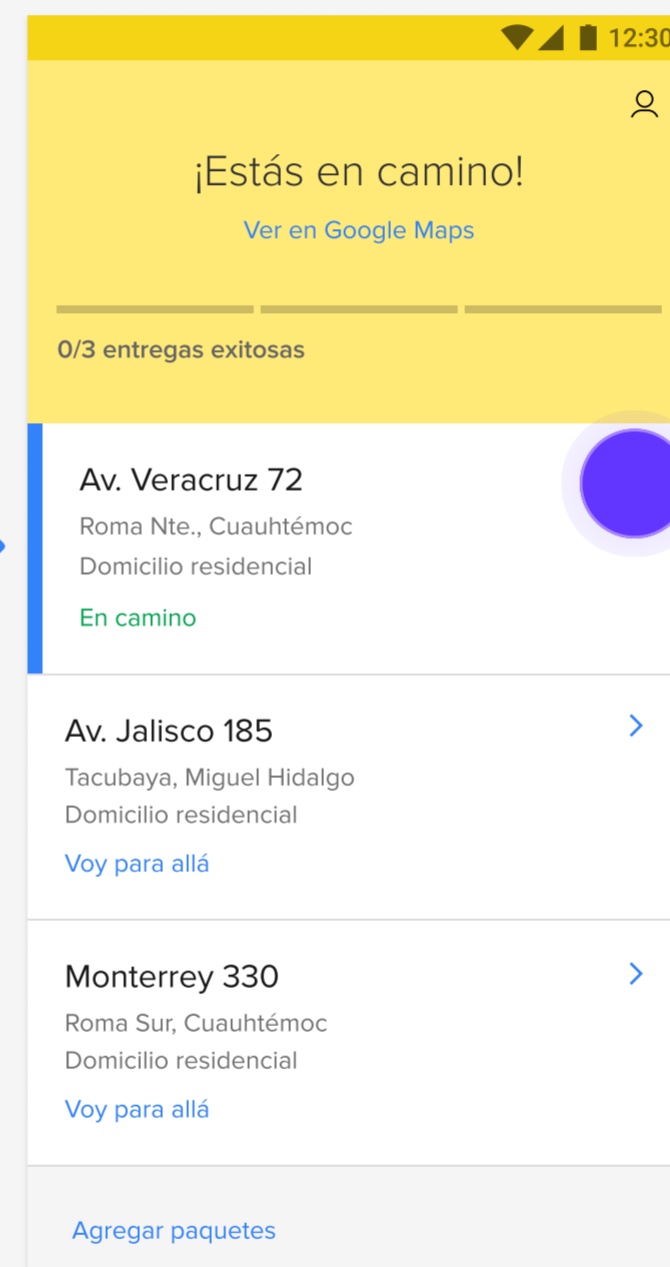 12:30
¡Estás en camino!
Ver en Google Maps
0/3 entregas exitosas
Av. Veracruz 72
Roma Nte., Cuauhtémoc
Domicilio residencial
En camino
Av. Jalisco 185
Tacubaya, Miguel Hidalgo
Domicilio residencial
Voy para allá
Monterrey 330
Roma Sur, Cuauhtémoc
Domicilio residencial
Voy para allá
Agregar paquetes